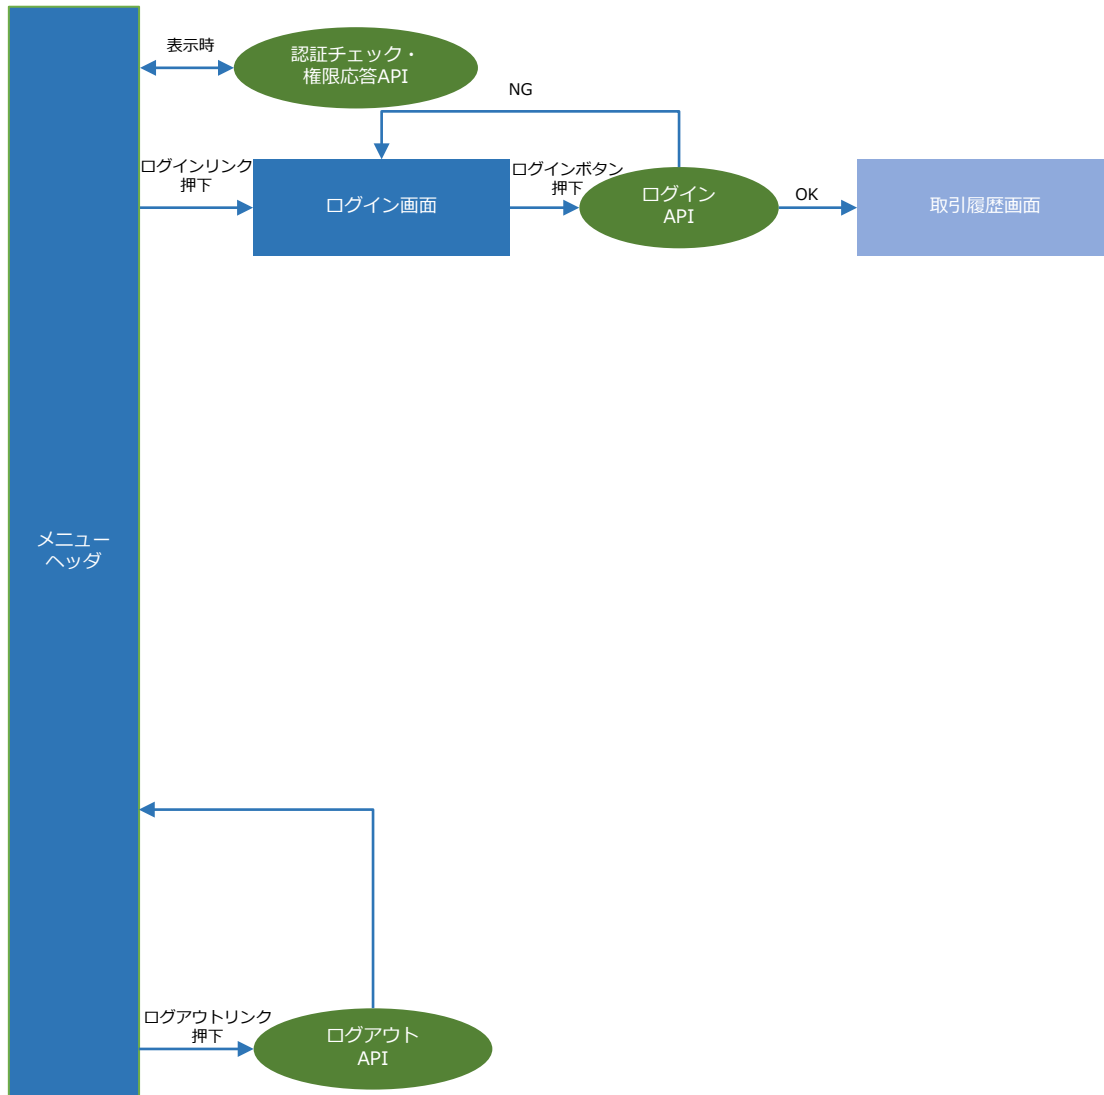 表示時
認証チェック・
権限応答API
NG
ログインリンク
押下
ログイン画面
ログインボタン
押下
ログイン
API
OK
取引履歴画面
メニュー
ヘッダ
ログアウトリンク
押下
ログアウト
API